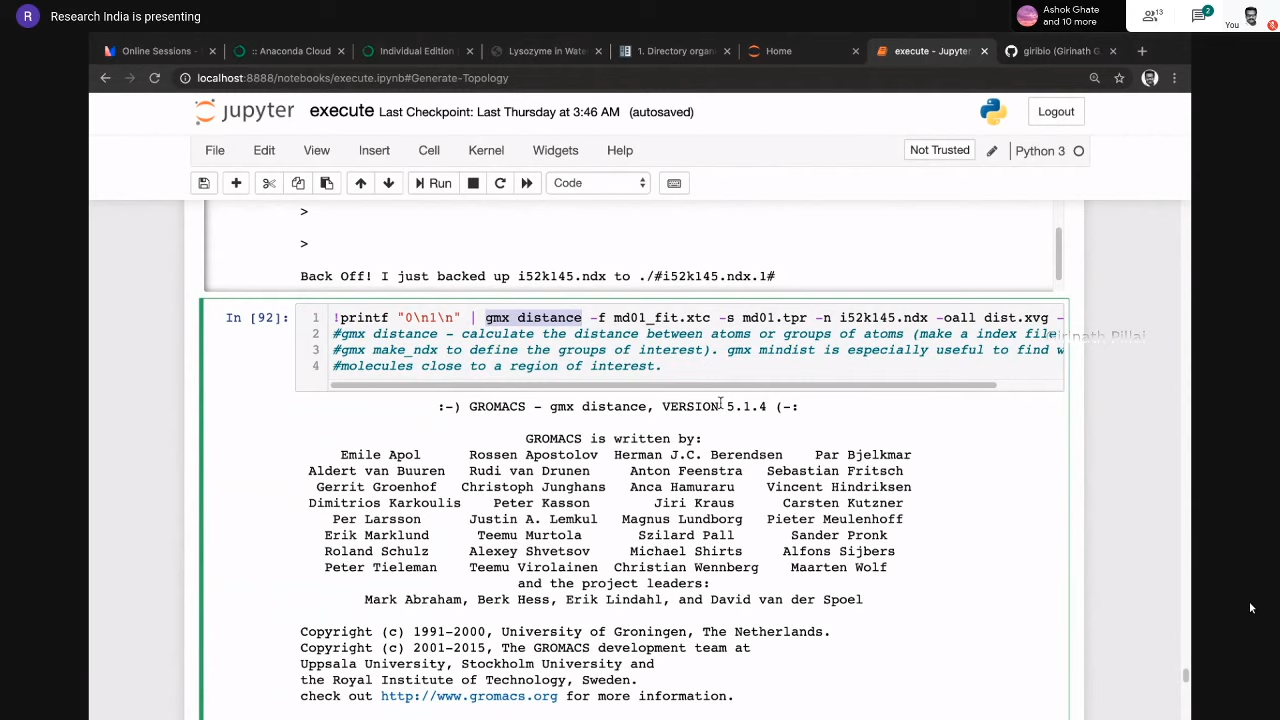 R Research India is presenting
Ashok Ghate
and 10 more
13
2
You
Online Sessions -
:: Anaconda Cloud
Individual Edition
Lysozyme in Wate
1. Directory organ
Home
execute - Jupyter
giribio (Girinath G
localhost:8888/notebooks/execute.ipynb#Generate-Topology
jupyter execute Last Checkpoint: Last Thursday at 3:46 AM (autosaved)
Logout
File Edit View Insert Cell Kernel Widgets Help
Not Trusted
Python 3
Run
Code
>
>
Back Off! I just backed up i52k145.ndx to ./#i52k145.ndx.1#
In [92]:
1 !printf "0\n1\n" | gmx distance -f md01_fit.xtc -s md01.tpr -n i52k145.ndx -oall dist.xvg -
2 #gmx distance - calculate the distance between atoms or groups of atoms (make a index file
Girinath Pillai
3 #gmx make_ndx to define the groups of interest). gmx mindist is especially useful to find w
4 #molecules close to a region of interest.
:-) GROMACS - gmx distance, VERSION 5.1.4 (-:
GROMACS is written by:
Emile Apol Rossen Apostolov Herman J.C. Berendsen Par Bjelkmar
Aldert van Buuren Rudi van Drunen Anton Feenstra Sebastian Fritsch
Gerrit Groenhof Christoph Junghans Anca Hamuraru Vincent Hindriksen
Dimitrios Karkoulis Peter Kasson Jiri Kraus Carsten Kutzner
Per Larsson Justin A. Lemkul Magnus Lundborg Pieter Meulenhoff
Erik Marklund Teemu Murtola Szilard Pall Sander Pronk
Roland Schulz Alexey Shvetsov Michael Shirts Alfons Sijbers
Peter Tieleman Teemu Virolainen Christian Wennberg Maarten Wolf
and the project leaders:
Mark Abraham, Berk Hess, Erik Lindahl, and David van der Spoel
Copyright (c) 1991-2000, University of Groningen, The Netherlands.
Copyright (c) 2001-2015, The GROMACS development team at
Uppsala University, Stockholm University and
the Royal Institute of Technology, Sweden.
check out http://www.gromacs.org for more information.